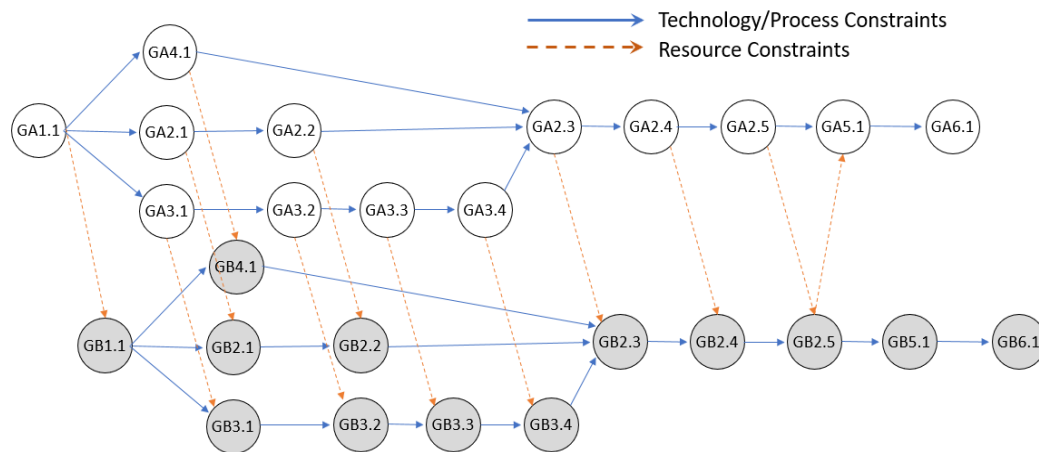 Technology/Process Constraints
Resource Constraints
GA4.1
GA1.1
GA2.1
GA2.2
GA2.3
GA2.4
GA2.5
GA5.1
GA6.1
GA3.1
GA3.2
GA3.3
GA3.4
GB4.1
GB1.1
GB2.1
GB2.2
GB2.3
GB2.4
GB2.5
GB5.1
GB6.1
GB3.1
GB3.2
GB3.3
GB3.4